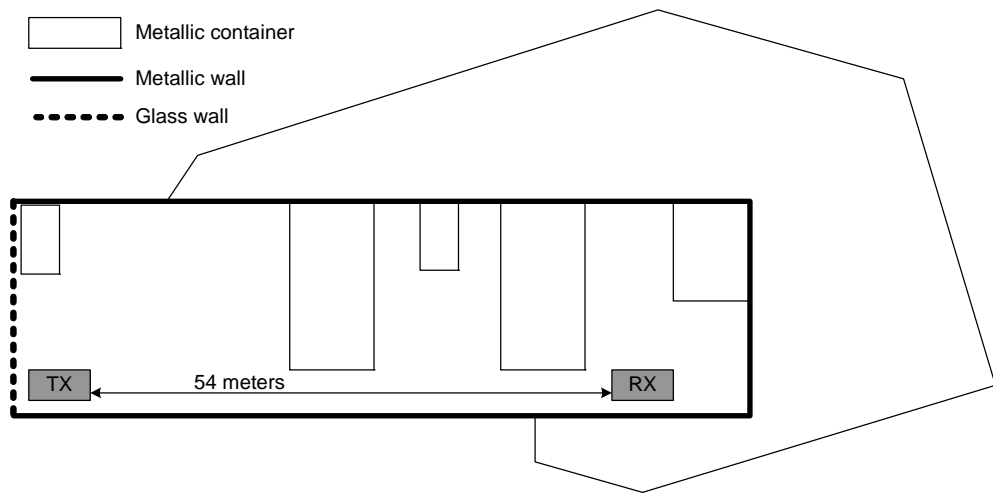 Metallic container
Metallic wall
Glass wall
TX
54 meters
RX